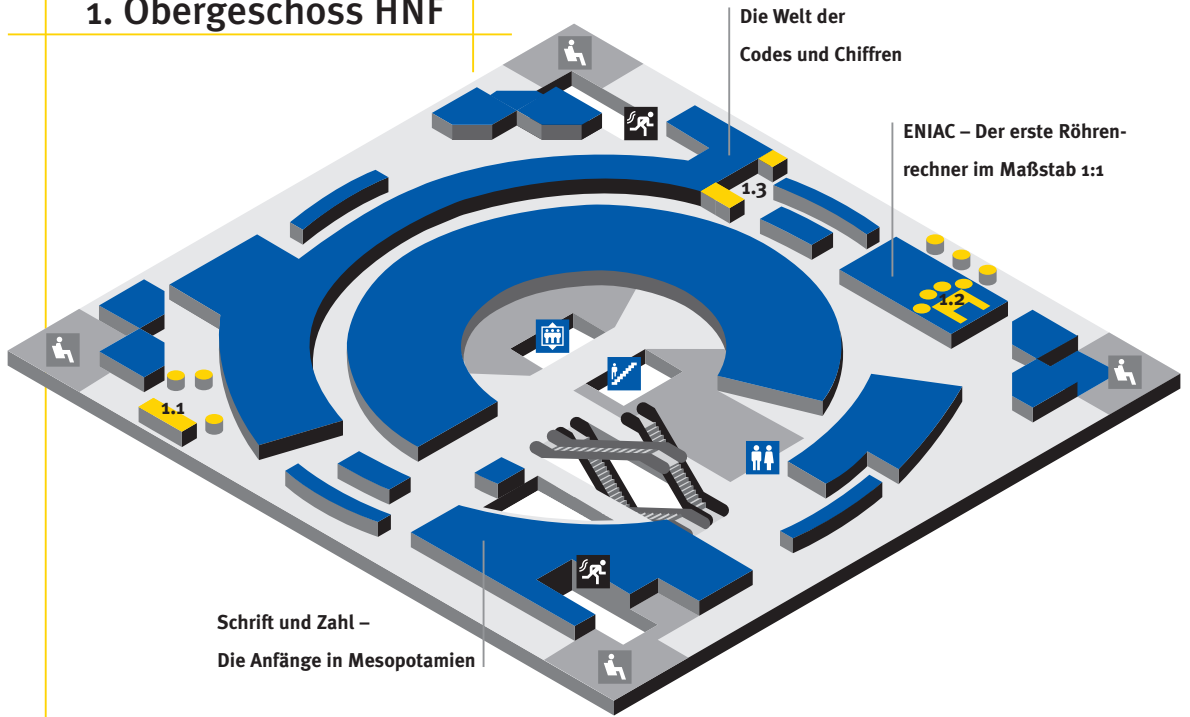 1. Obergeschoss HNF
Die Welt der
Codes und Chiffren
ENIAC – Der erste Röhren-
rechner im Maßstab 1:1
1.3
1.2
1.1
Schrift und Zahl –
Die Anfänge in Mesopotamien